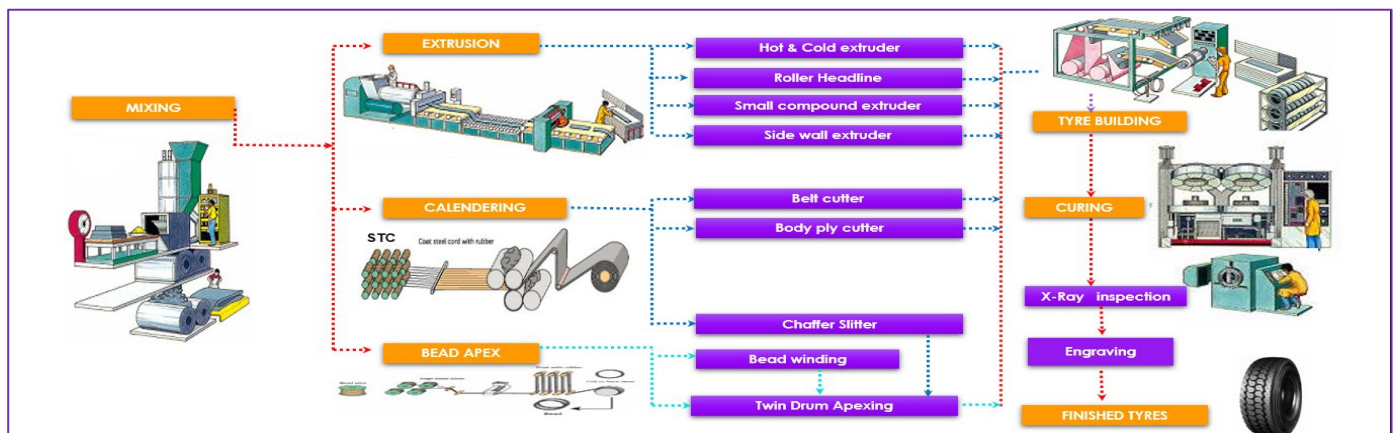 MIXING
EXTRUSION
Hot & Cold extruder
Roller Headline
Small compound extruder
Side wall extruder
CALENDERING
STC
Coat steel cord with rubber
Belt cutter
Body ply cutter
Chaffer Slitter
BEAD APEX
Bead winding
Twin Drum Apexing
Bead
TYRE BUILDING
CURING
X-Ray inspection
Engraving
FINISHED TYRES